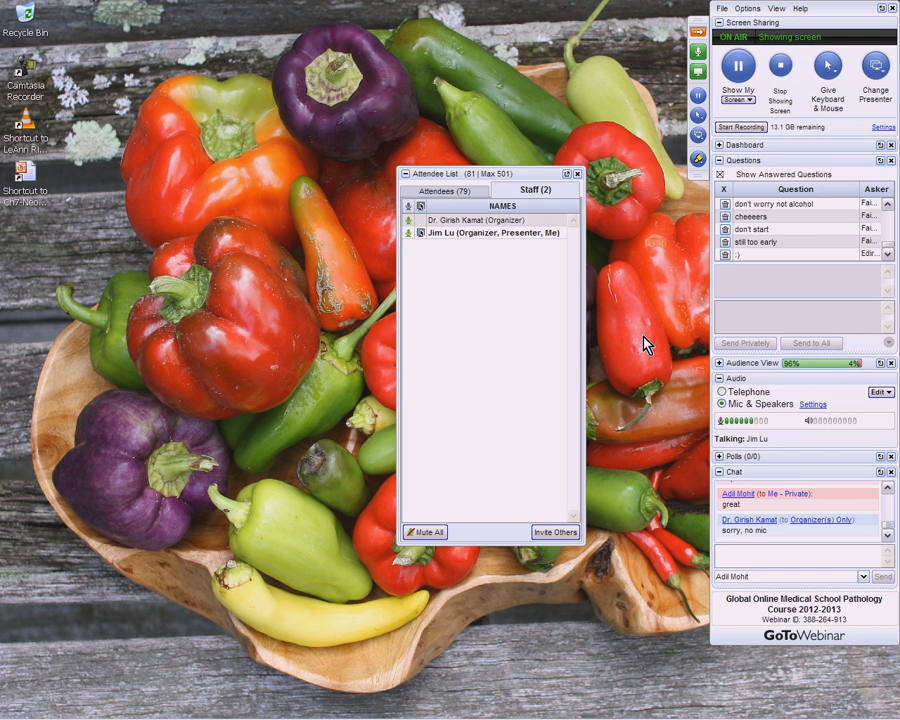 Recycle Bin
Camtasia
Recorder
Shortcut to
LeAnn Ri...
Shortcut to
Ch7-Neo...
Attendee List (81 | Max 501)
Attendees (79)
Staff (2)
NAMES
Dr. Girish Kamat (Organizer)
Jim Lu (Organizer, Presenter, Me)
Mute All
Invite Others
File Options View Help
Screen Sharing
ON AIR Showing screen
Show My
Screen
Stop
Showing
Screen
Give
Keyboard
& Mouse
Change
Presenter
Start Recording
13.1 GB remaining
Settings
Dashboard
Questions
Show Answered Questions
X Question Asker
don't worry not alcohol Fai...
cheeeers Fai...
don't start Fai...
still too early Fai...
:) Edir...
Send Privately
Send to All
Audience View 96% 4%
Audio
Telephone
Edit
Mic & Speakers Settings
Talking: Jim Lu
Polls (0/0)
Chat
Adil Mohit (to Me - Private):
great
Dr. Girish Kamat (to Organizer(s) Only):
sorry, no mic
Adil Mohit
Send
Global Online Medical School Pathology
Course 2012-2013
Webinar ID: 388-264-913
GoToWebinar